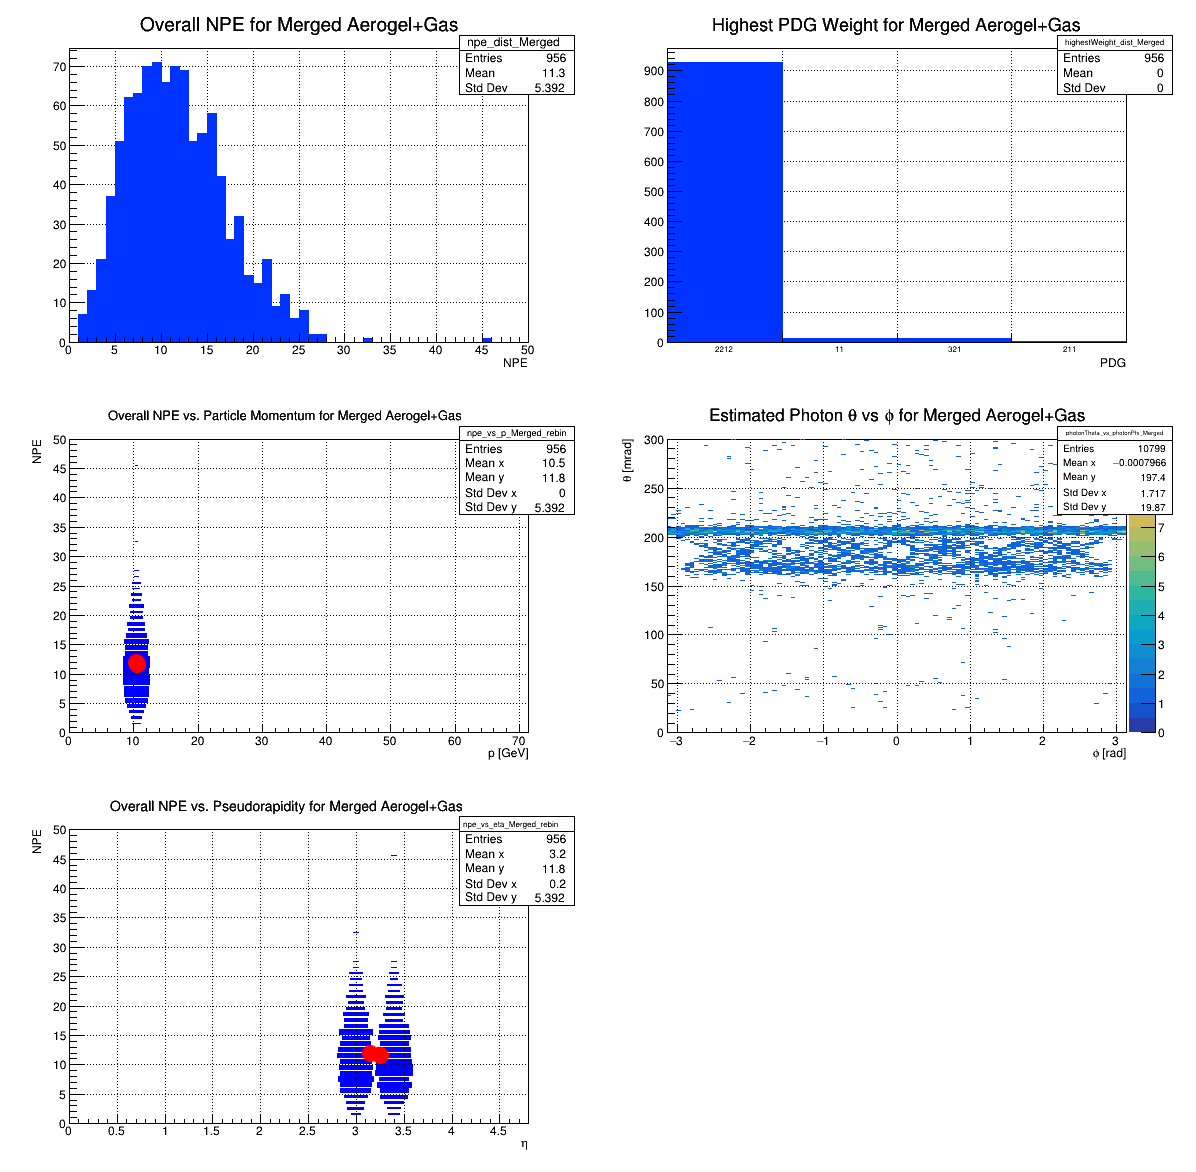 Overall NPE for Merged Aerogel+Gas
npe_dist_Merged
Entries 956
Mean 11.3
Std Dev 5.392
70
60
50
40
30
20
10
0
0 5 10 15 20 25 30 35 40 45 50
NPE
Highest PDG Weight for Merged Aerogel+Gas
highestWeight_dist_Merged
Entries 956
Mean 0
Std Dev 0
900
800
700
600
500
400
300
200
100
0
2212 11 321 211
PDG
Overall NPE vs. Particle Momentum for Merged Aerogel+Gas
npe_vs_p_Merged_rebin
Entries 956
Mean x 10.5
Mean y 11.8
Std Dev x 0
Std Dev y 5.392
NPE
50
45
40
35
30
25
20
15
10
5
0
0 10 20 30 40 50 60 70
p [GeV]
Estimated Photon θ vs ϕ for Merged Aerogel+Gas
photonTheta_vs_photonPhi_Merged
Entries 10799
Mean x −0.0007966
Mean y 197.4
Std Dev x 1.717
Std Dev y 19.87
θ [mrad]
300
250
200
150
100
50
0
−3 −2 −1 0 1 2 3
ϕ [rad]
7
6
5
4
3
2
1
0
Overall NPE vs. Pseudorapidity for Merged Aerogel+Gas
npe_vs_eta_Merged_rebin
Entries 956
Mean x 3.2
Mean y 11.8
Std Dev x 0.2
Std Dev y 5.392
NPE
50
45
40
35
30
25
20
15
10
5
0
0 0.5 1 1.5 2 2.5 3 3.5 4 4.5
η